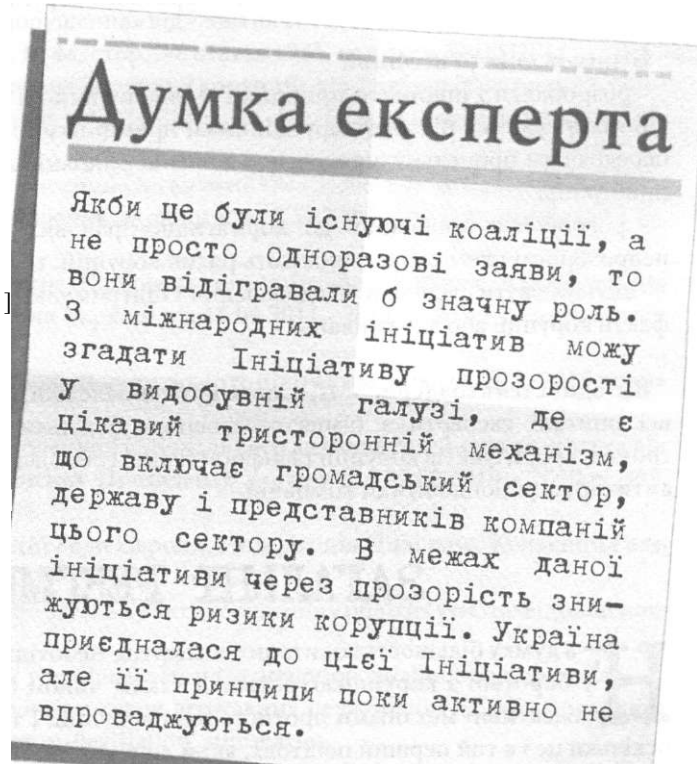 Думка експерта
Якби це були існуючі коаліції, а
не просто одноразові заяви, то
вони відігравали б значну роль.
З міжнародних ініціатив можу
згадати Ініціативу прозорості
у видобувній галузі, де є
цікавий тристоронній механізм,
що включає громадський сектор,
державу і представників компаній
цього сектору. В межах даної
ініціативи через прозорість зни-
жуються ризики корупції. Україна
приєдналася до цієї Ініціативи,
але її принципи поки активно не
впроваджуються.